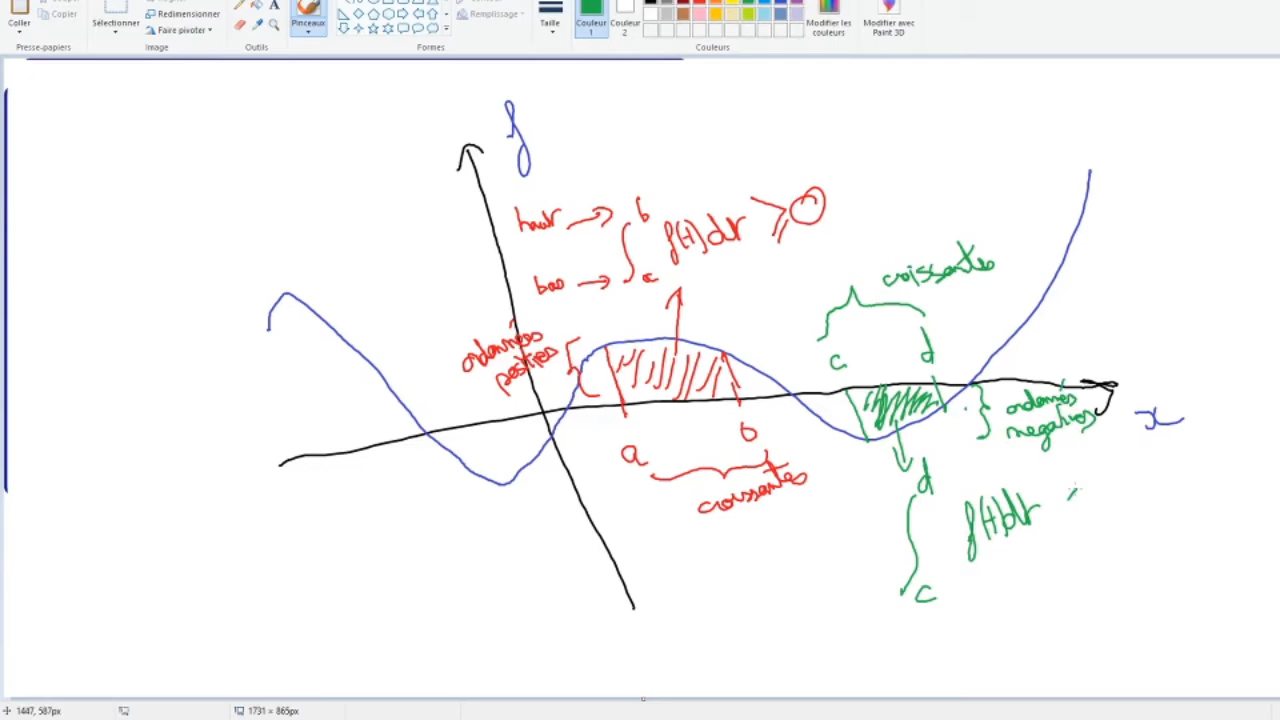 Coller
Copier
Sélectionner
Redimensionner
Faire pivoter
A
Pinceaux
Remplissage
Taille
Couleur 1
Couleur 2
Modifier les couleurs
Modifier avec Paint 3D
Presse-papiers
Image
Outils
Formes
Couleurs
f
haut → ∫ b f(t)dt ≥ 0
bas → a
croissantes
ordonnées
positives
c d
a b
croissantes
ordonnées
négatives
x
d
∫ f(t)dt
c
1447, 587px
1731 × 865px